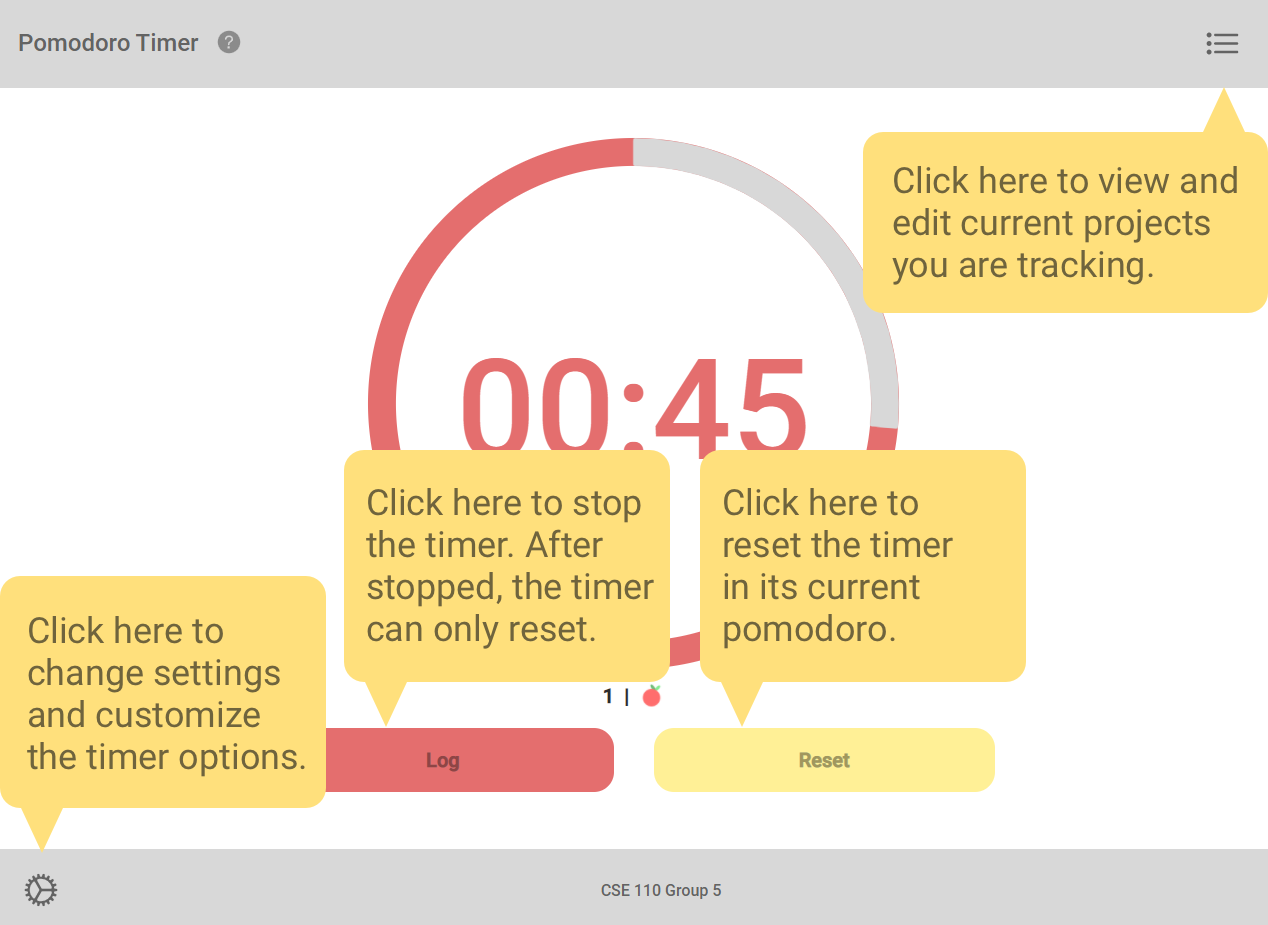 Pomodoro Timer ?
Click here to view and
edit current projects
you are tracking.
00:45
Click here to stop
the timer. After
stopped, the timer
can only reset.
Click here to
reset the timer
in its current
pomodoro.
Click here to
change settings
and customize
the timer options.
1 |
Log
Reset
CSE 110 Group 5